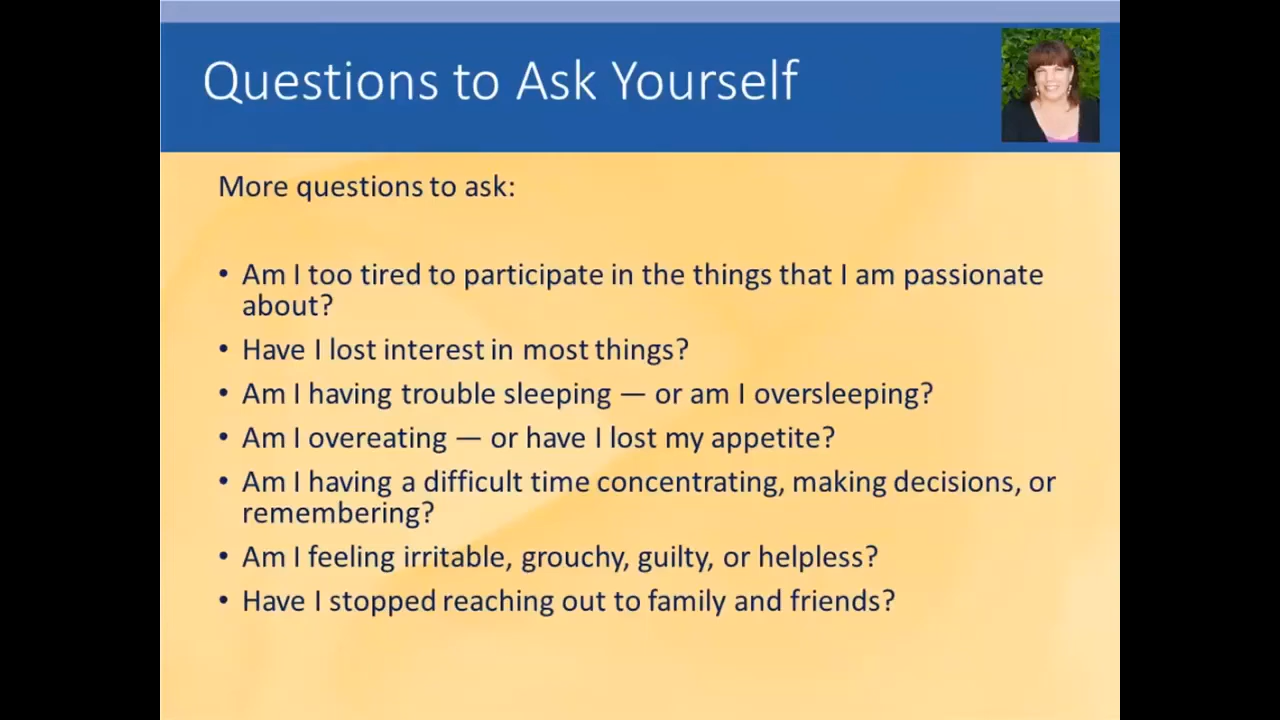 Questions to Ask Yourself
More questions to ask:
• Am I too tired to participate in the things that I am passionate
about?
• Have I lost interest in most things?
• Am I having trouble sleeping — or am I oversleeping?
• Am I overeating — or have I lost my appetite?
• Am I having a difficult time concentrating, making decisions, or
remembering?
• Am I feeling irritable, grouchy, guilty, or helpless?
• Have I stopped reaching out to family and friends?